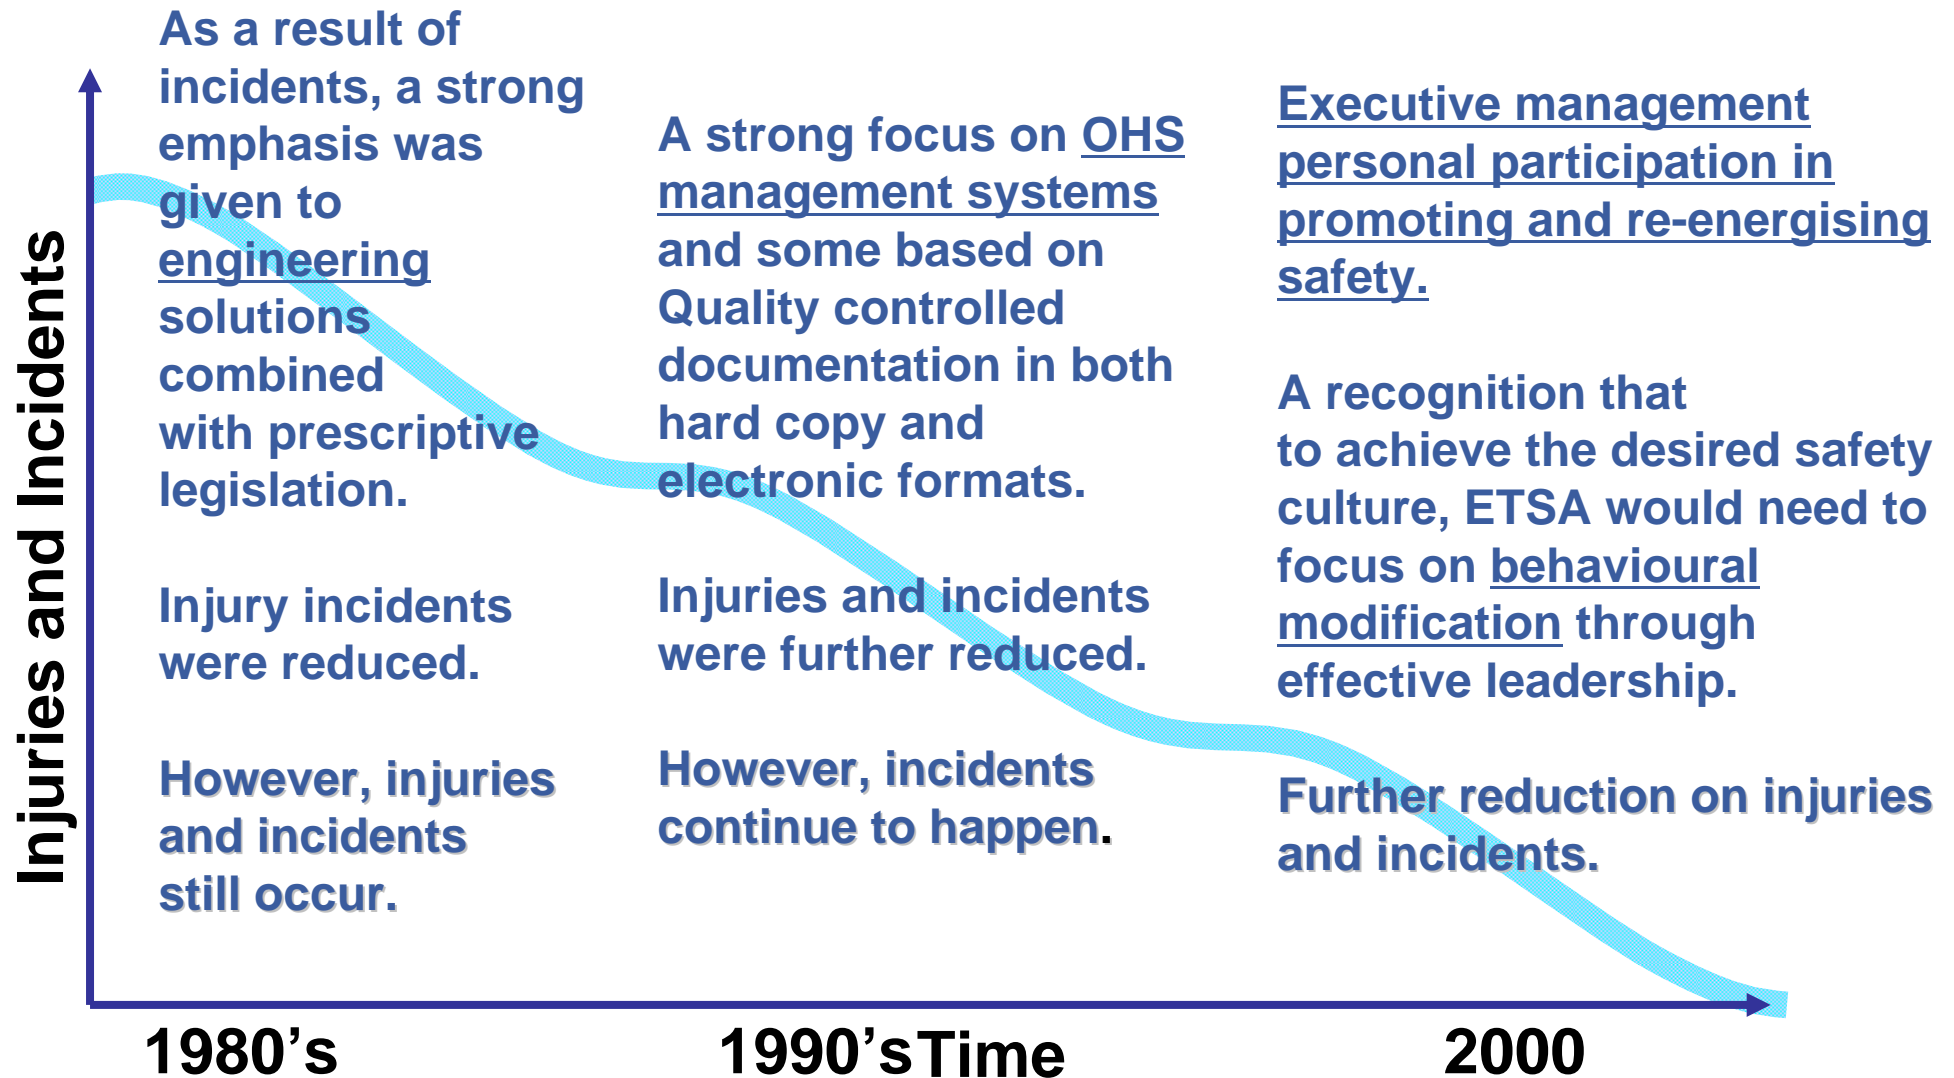 Injuries and Incidents
As a result of
incidents, a strong
emphasis was
given to
engineering
solutions
combined
with prescriptive
legislation.
Injury incidents
were reduced.
However, injuries
and incidents
still occur.
A strong focus on OHS
management systems
and some based on
Quality controlled
documentation in both
hard copy and
electronic formats.
Injuries and incidents
were further reduced.
However, incidents
continue to happen.
Executive management
personal participation in
promoting and re-energising
safety.
A recognition that
to achieve the desired safety
culture, ETSA would need to
focus on behavioural
modification through
effective leadership.
Further reduction on injuries
and incidents.
1980’s
1990’s
Time
2000